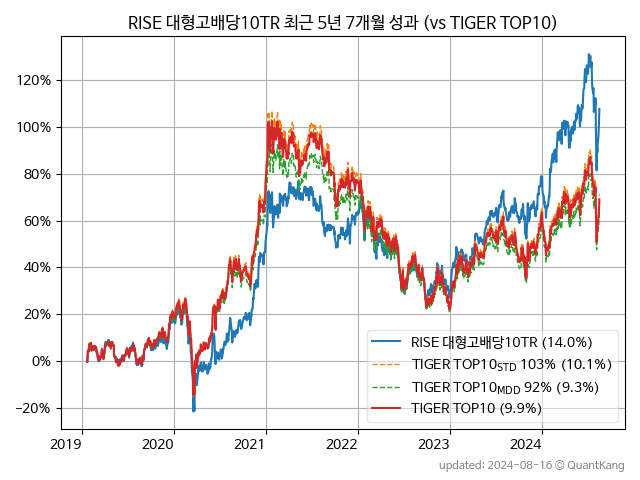 RISE 대형고배당10TR 최근 5년 7개월 성과 (vs TIGER TOP10)
120%
100%
80%
60%
40%
20%
0%
−20%
RISE 대형고배당10TR (14.0%)
TIGER TOP10STD 103% (10.1%)
TIGER TOP10MDD 92% (9.3%)
TIGER TOP10 (9.9%)
2019 2020 2021 2022 2023 2024
updated: 2024-08-16 © QuantKang